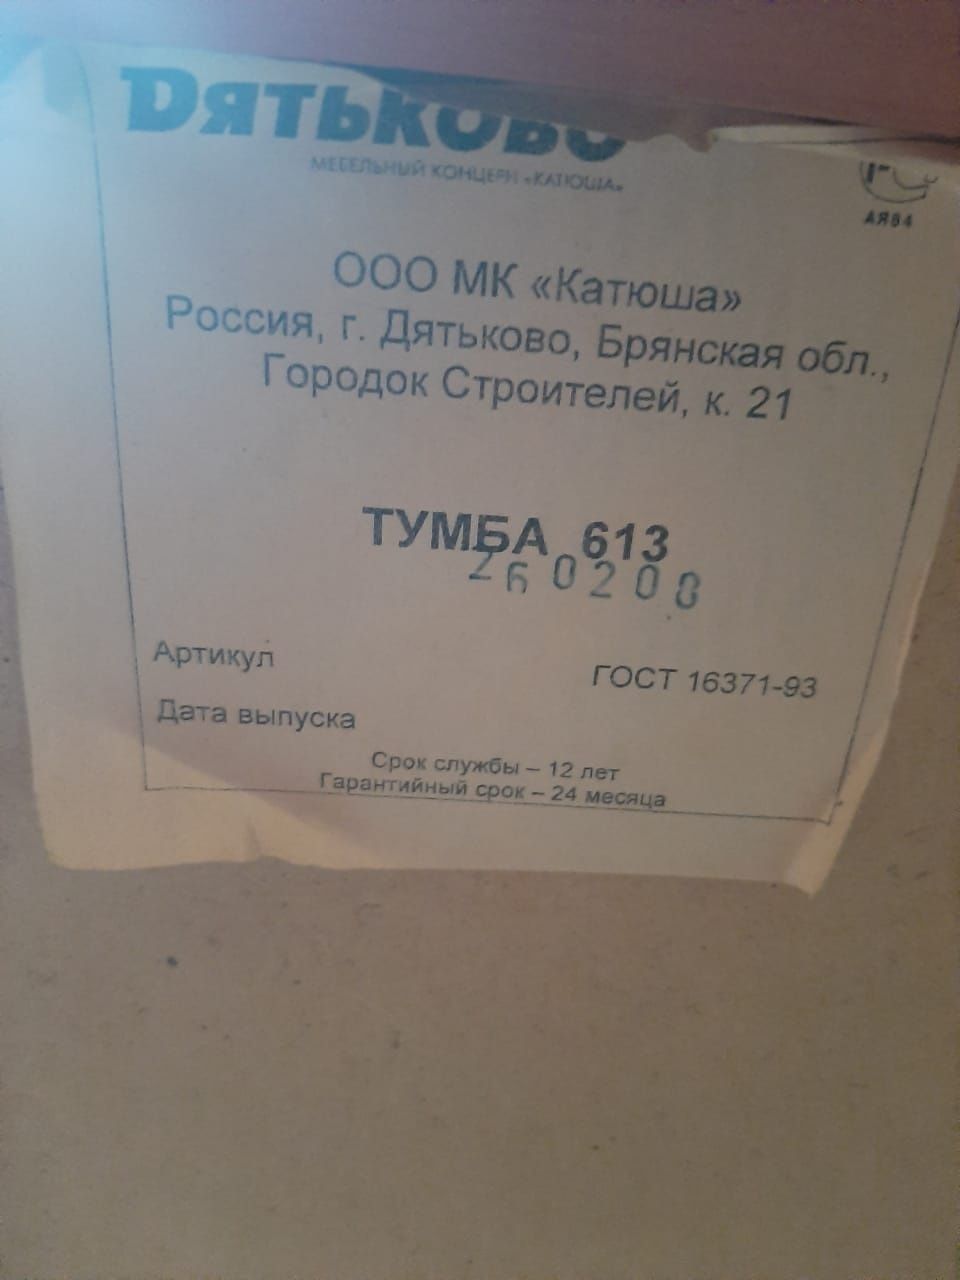 ДЯТЬКОВО
МЕБЕЛЬНЫЙ КОНЦЕРН «КАТЮША»
АЯ84
ООО МК «Катюша»
Россия, г. Дятьково, Брянская обл.,
Городок Строителей, к. 21
ТУМБА 613
260208
Артикул
ГОСТ 16371-93
Дата выпуска
Срок службы – 12 лет
Гарантийный срок – 24 месяца